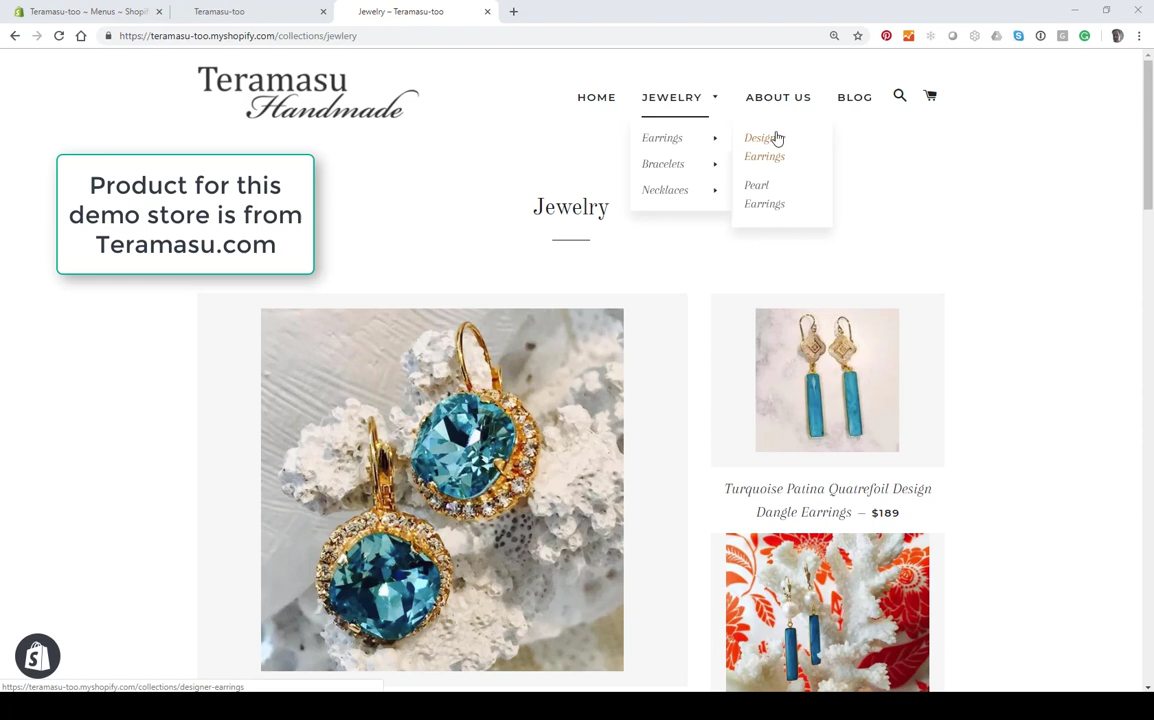 Teramasu-too ~ Menus ~ Shopif
Teramasu-too
Jewelry – Teramasu-too
https://teramasu-too.myshopify.com/collections/jewlery
Teramasu
Handmade
HOME
JEWELRY
ABOUT US
BLOG
Earrings
Bracelets
Necklaces
Design
Earrings
Pearl
Earrings
Product for this
demo store is from
Teramasu.com
Jewelry
Turquoise Patina Quatrefoil Design
Dangle Earrings — $189
https://teramasu-too.myshopify.com/collections/designer-earrings